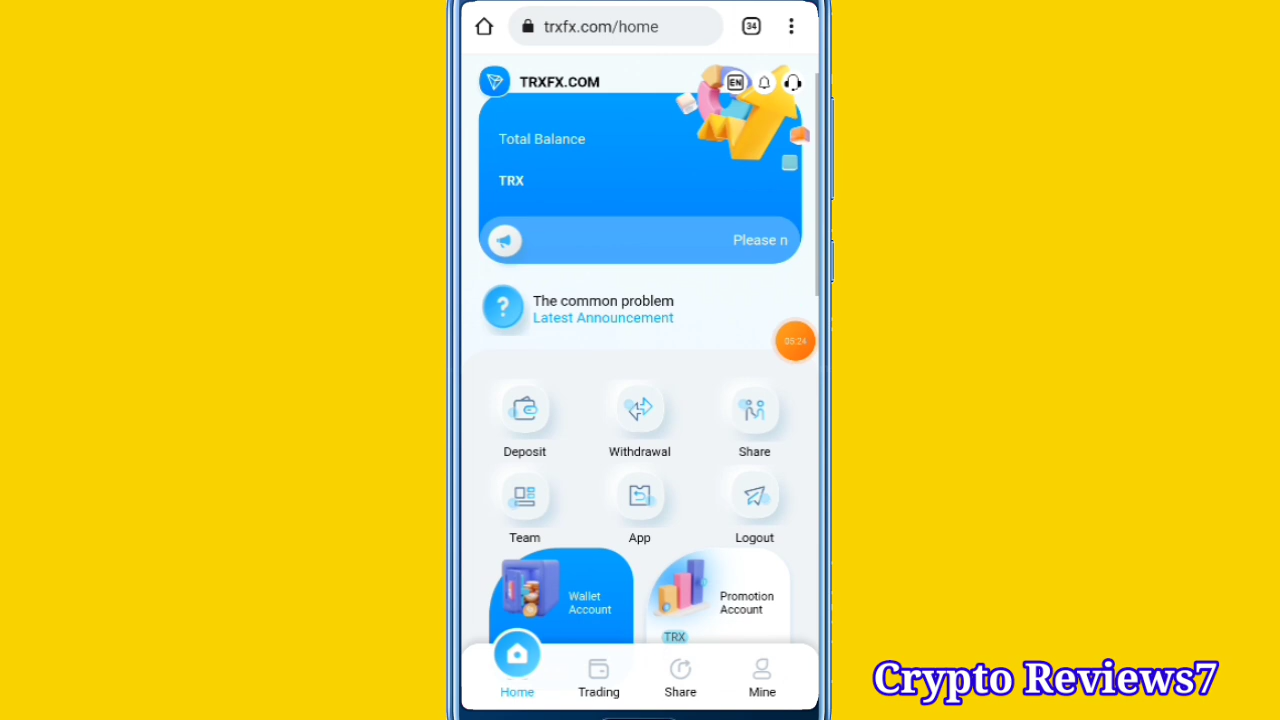 trxfx.com/home
34
TRXFX.COM
EN
Total Balance
TRX
Please n
?
The common problem
Latest Announcement
Deposit
Withdrawal
Share
Team
App
Logout
Wallet
Account
Promotion
Account
TRX
Home
Trading
Share
Mine
Crypto Reviews7